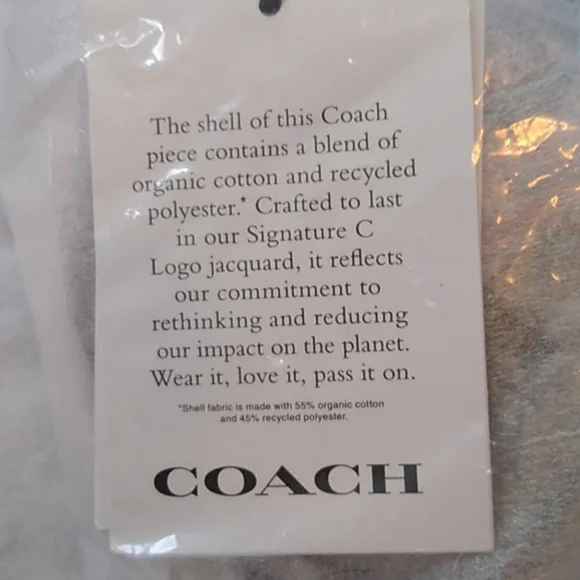 The shell of this Coach
piece contains a blend of
organic cotton and recycled
polyester.* Crafted to last
in our Signature C
Logo jacquard, it reflects
our commitment to
rethinking and reducing
our impact on the planet.
Wear it, love it, pass it on.
*Shell fabric is made with 55% organic cotton
and 45% recycled polyester.
COACH